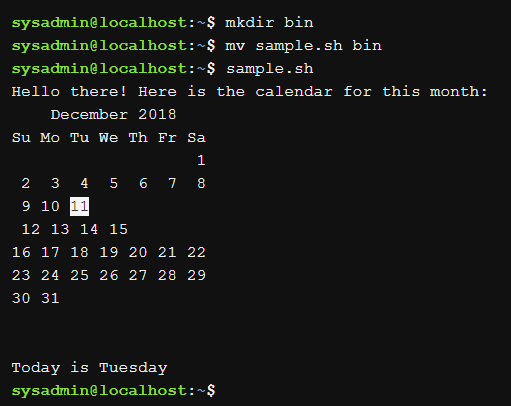 sysadmin@localhost:~$ mkdir bin
sysadmin@localhost:~$ mv sample.sh bin
sysadmin@localhost:~$ sample.sh
Hello there! Here is the calendar for this month:
    December 2018
Su Mo Tu We Th Fr Sa
                   1
 2  3  4  5  6  7  8
 9 10 11
 12 13 14 15
16 17 18 19 20 21 22
23 24 25 26 27 28 29
30 31
Today is Tuesday
sysadmin@localhost:~$